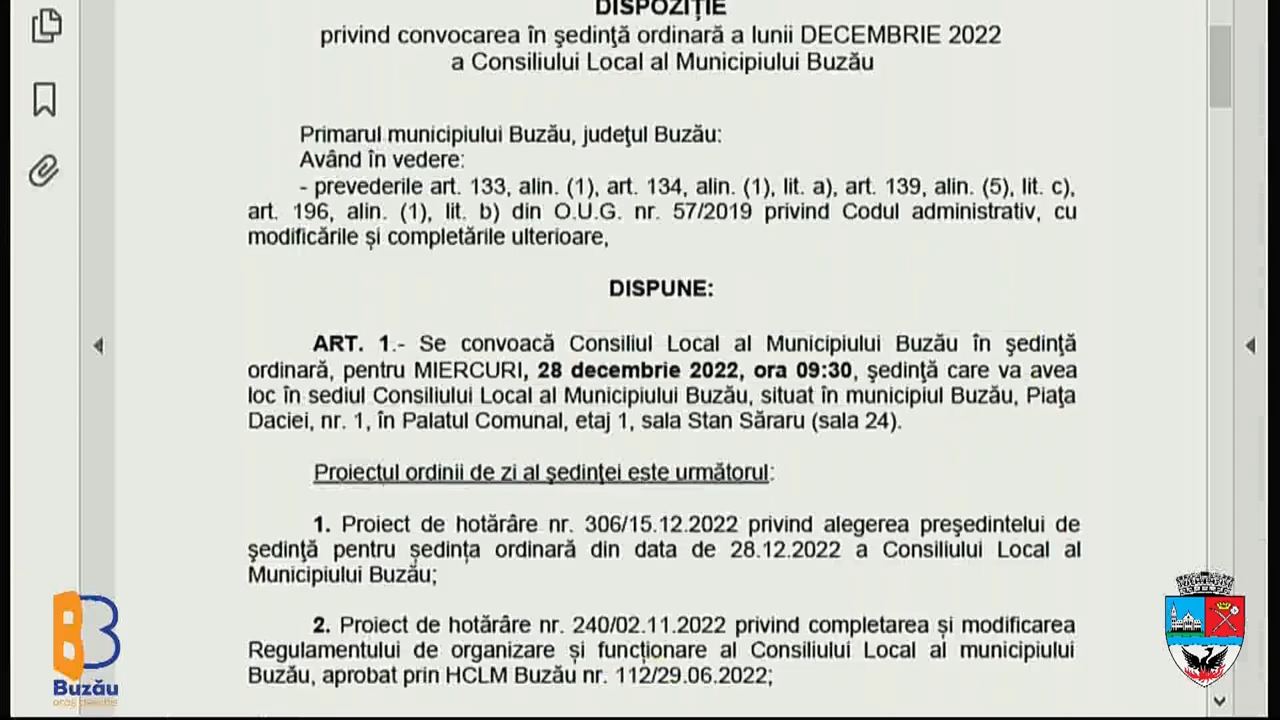 DISPOZIȚIE
privind convocarea în şedinţă ordinară a lunii DECEMBRIE 2022
a Consiliului Local al Municipiului Buzău
Primarul municipiului Buzău, judeţul Buzău:
Având în vedere:
- prevederile art. 133, alin. (1), art. 134, alin. (1), lit. a), art. 139, alin. (5), lit. c),
art. 196, alin. (1), lit. b) din O.U.G. nr. 57/2019 privind Codul administrativ, cu
modificările și completările ulterioare,
DISPUNE:
ART. 1.- Se convoacă Consiliul Local al Municipiului Buzău în şedinţă
ordinară, pentru MIERCURI, 28 decembrie 2022, ora 09:30, şedinţă care va avea
loc în sediul Consiliului Local al Municipiului Buzău, situat în municipiul Buzău, Piaţa
Daciei, nr. 1, în Palatul Comunal, etaj 1, sala Stan Săraru (sala 24).
Proiectul ordinii de zi al şedinţei este următorul:
1. Proiect de hotărâre nr. 306/15.12.2022 privind alegerea preşedintelui de
şedinţă pentru ședința ordinară din data de 28.12.2022 a Consiliului Local al
Municipiului Buzău;
2. Proiect de hotărâre nr. 240/02.11.2022 privind completarea și modificarea
Regulamentului de organizare și funcționare al Consiliului Local al municipiului
Buzău, aprobat prin HCLM Buzău nr. 112/29.06.2022;
Buzău